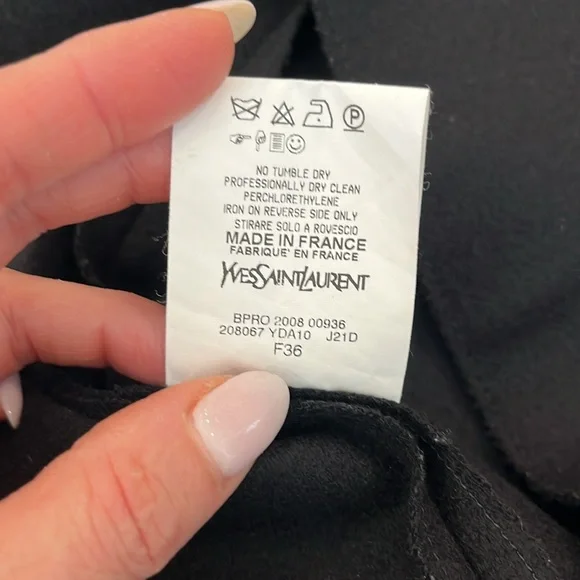 P
NO TUMBLE DRY
PROFESSIONALLY DRY CLEAN
PERCHLORETHYLENE
IRON ON REVERSE SIDE ONLY
STIRARE SOLO A ROVESCIO
MADE IN FRANCE
FABRIQUE' EN FRANCE
YVESSAINTLAURENT
BPRO 2008 00936
208067 YDA10 J21D
F36